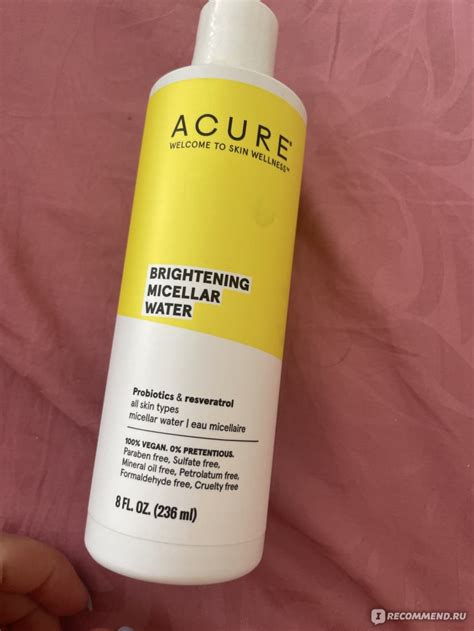 ACURE®
WELCOME TO SKIN WELLNESS™
BRIGHTENING
MICELLAR
WATER
Probiotics & resveratrol
all skin types
micellar water | eau micellaire
100% VEGAN. 0% PRETENTIOUS.
Paraben free, Sulfate free,
Mineral oil free, Petrolatum free,
Formaldehyde free, Cruelty free
8 FL. OZ. (236 ml)
I RECOMMEND.RU